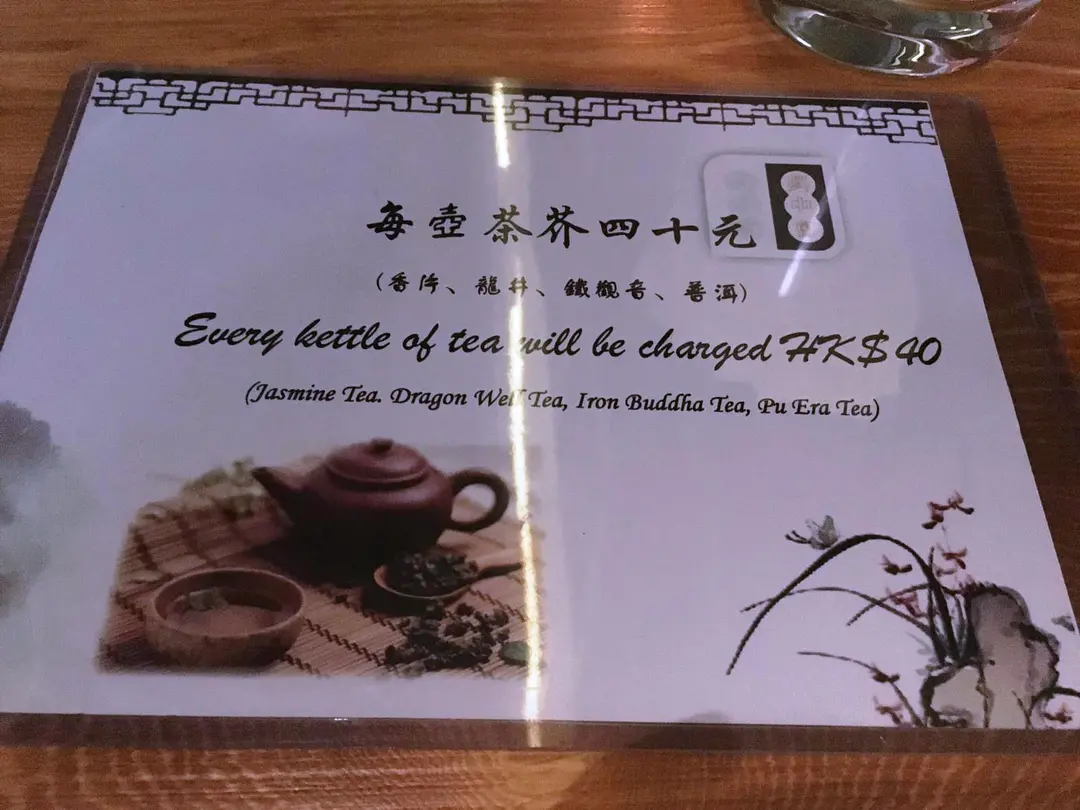 每壺茶芥四十元
(香片、龍井、鐵觀音、普洱)
Every kettle of tea will be charged HK$40
(Jasmine Tea. Dragon Well Tea, Iron Buddha Tea, Pu Era Tea)